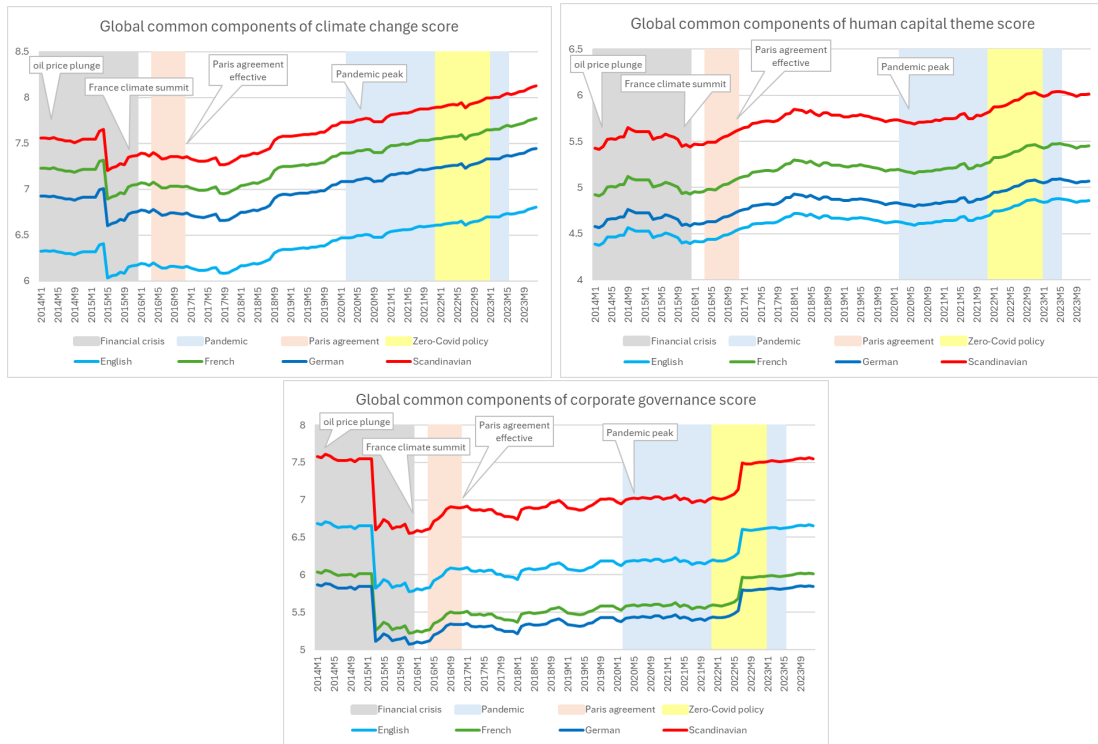 Global common components of climate change score
8.5
8
7.5
7
6.5
6
oil price plunge
France climate summit
Paris agreement
effective
Pandemic peak
2014M1
2014M5
2014M9
2015M1
2015M5
2015M9
2016M1
2016M5
2016M9
2017M1
2017M5
2017M9
2018M1
2018M5
2018M9
2019M1
2019M5
2019M9
2020M1
2020M5
2020M9
2021M1
2021M5
2021M9
2022M1
2022M5
2022M9
2023M1
2023M5
2023M9
Financial crisis Pandemic Paris agreement Zero-Covid policy
English French German Scandinavian
Global common components of human capital theme score
6.5
6
5.5
5
4.5
4
oil price plunge
France climate summit
Paris agreement
effective
Pandemic peak
2014M1
2014M5
2014M9
2015M1
2015M5
2015M9
2016M1
2016M5
2016M9
2017M1
2017M5
2017M9
2018M1
2018M5
2018M9
2019M1
2019M5
2019M9
2020M1
2020M5
2020M9
2021M1
2021M5
2021M9
2022M1
2022M5
2022M9
2023M1
2023M5
2023M9
Financial crisis Pandemic Paris agreement Zero-Covid policy
English French German Scandinavian
Global common components of corporate governance score
8
7.5
7
6.5
6
5.5
5
oil price plunge
France climate summit
Paris agreement
effective
Pandemic peak
2014M1
2014M5
2014M9
2015M1
2015M5
2015M9
2016M1
2016M5
2016M9
2017M1
2017M5
2017M9
2018M1
2018M5
2018M9
2019M1
2019M5
2019M9
2020M1
2020M5
2020M9
2021M1
2021M5
2021M9
2022M1
2022M5
2022M9
2023M1
2023M5
2023M9
Financial crisis Pandemic Paris agreement Zero-Covid policy
English French German Scandinavian